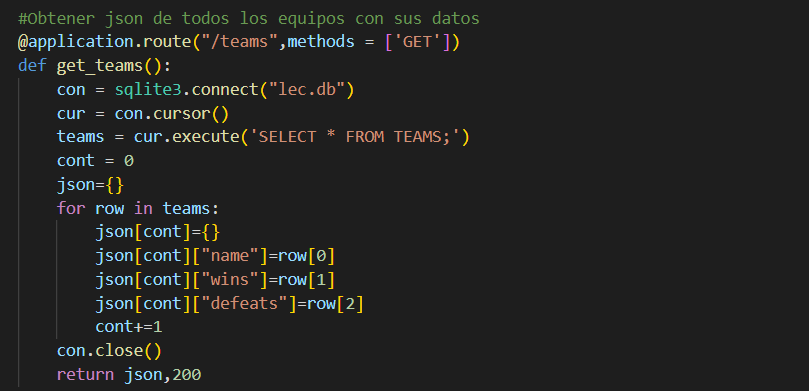 #Obtener json de todos los equipos con sus datos
@application.route("/teams",methods = ['GET'])
def get_teams():
    con = sqlite3.connect("lec.db")
    cur = con.cursor()
    teams = cur.execute('SELECT * FROM TEAMS;')
    cont = 0
    json={}
    for row in teams:
        json[cont]={}
        json[cont]["name"]=row[0]
        json[cont]["wins"]=row[1]
        json[cont]["defeats"]=row[2]
        cont+=1
    con.close()
    return json,200